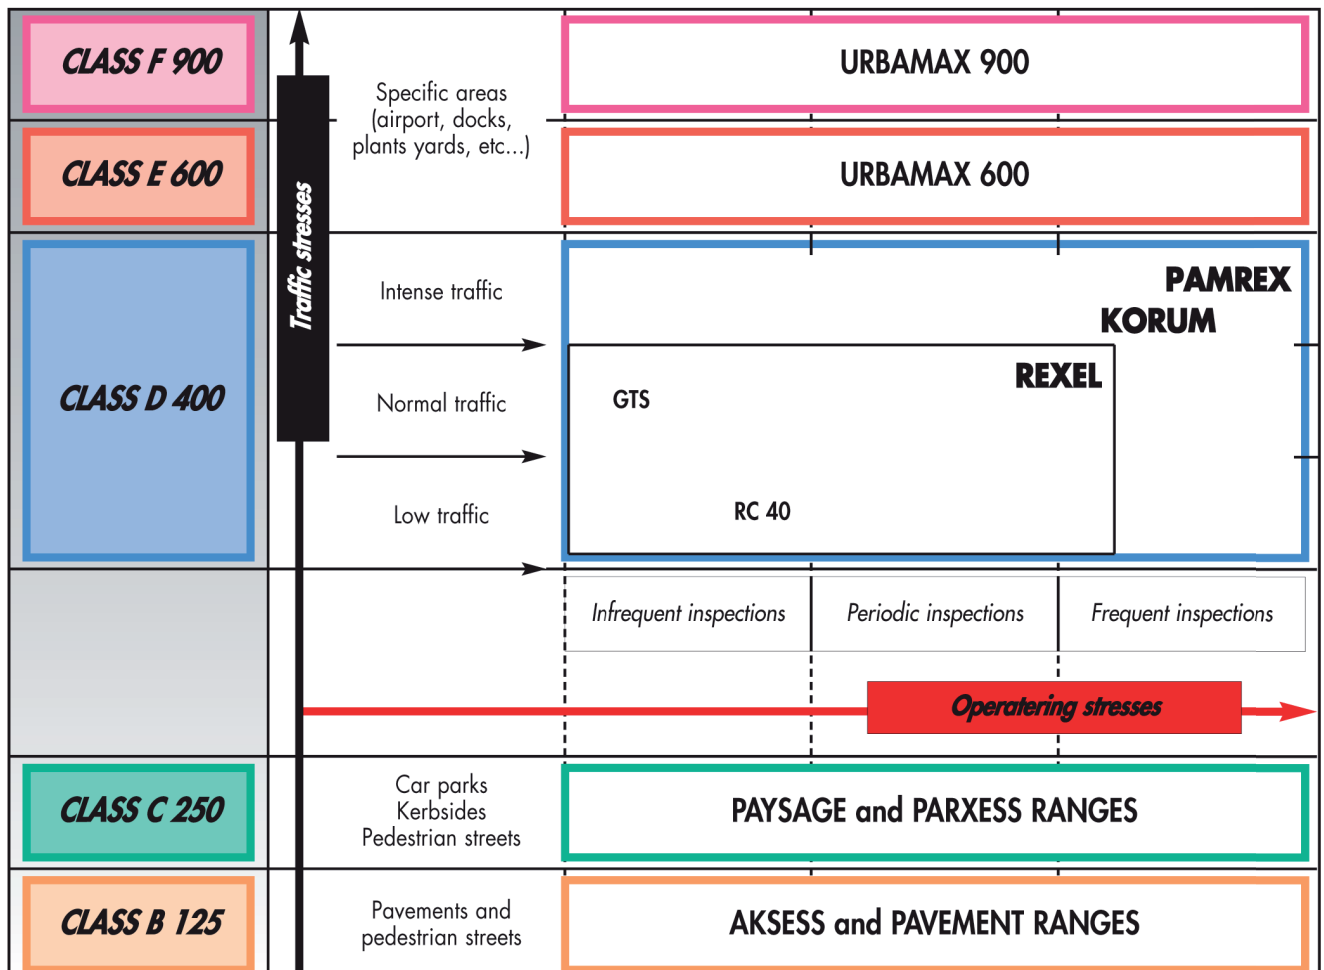 CLASS F 900
URBAMAX 900
Specific areas
(airport, docks,
plants yards, etc...)
CLASS E 600
URBAMAX 600
Traffic stresses
CLASS D 400
Intense traffic
PAMREX
KORUM
REXEL
Normal traffic
GTS
Low traffic
RC 40
Infrequent inspections
Periodic inspections
Frequent inspections
Operatering stresses
CLASS C 250
Car parks
Kerbsides
Pedestrian streets
PAYSAGE and PARXESS RANGES
CLASS B 125
Pavements and
pedestrian streets
AKSESS and PAVEMENT RANGES